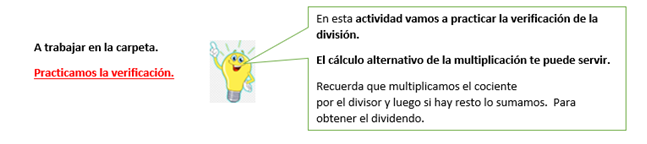 A trabajar en la carpeta.
Practicamos la verificación.
En esta actividad vamos a practicar la verificación de la
división.
El cálculo alternativo de la multiplicación te puede servir.
Recuerda que multiplicamos el cociente
por el divisor y luego si hay resto lo sumamos. Para
obtener el dividendo.